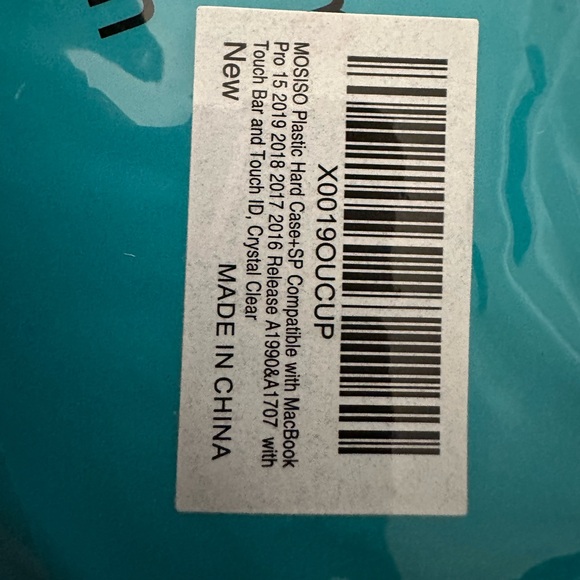 X0019OUCUP
MOSISO Plastic Hard Case+SP Compatible with MacBook
Pro 15 2019 2018 2017 2016 Release A1990&A1707 with
Touch Bar and Touch ID, Crystal Clear
New MADE IN CHINA